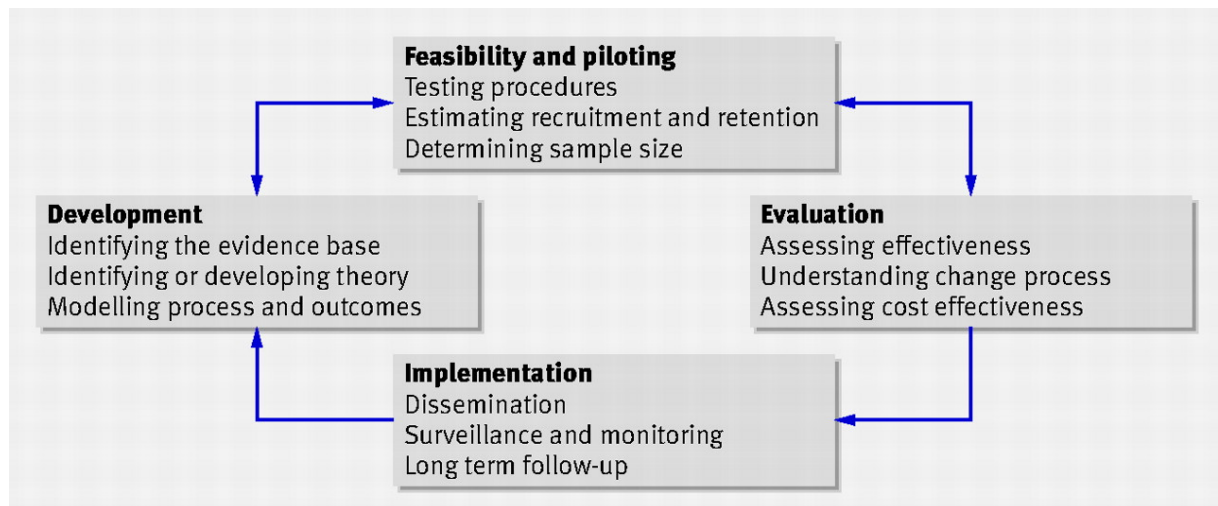 Feasibility and piloting
Testing procedures
Estimating recruitment and retention
Determining sample size
Development
Identifying the evidence base
Identifying or developing theory
Modelling process and outcomes
Evaluation
Assessing effectiveness
Understanding change process
Assessing cost effectiveness
Implementation
Dissemination
Surveillance and monitoring
Long term follow-up